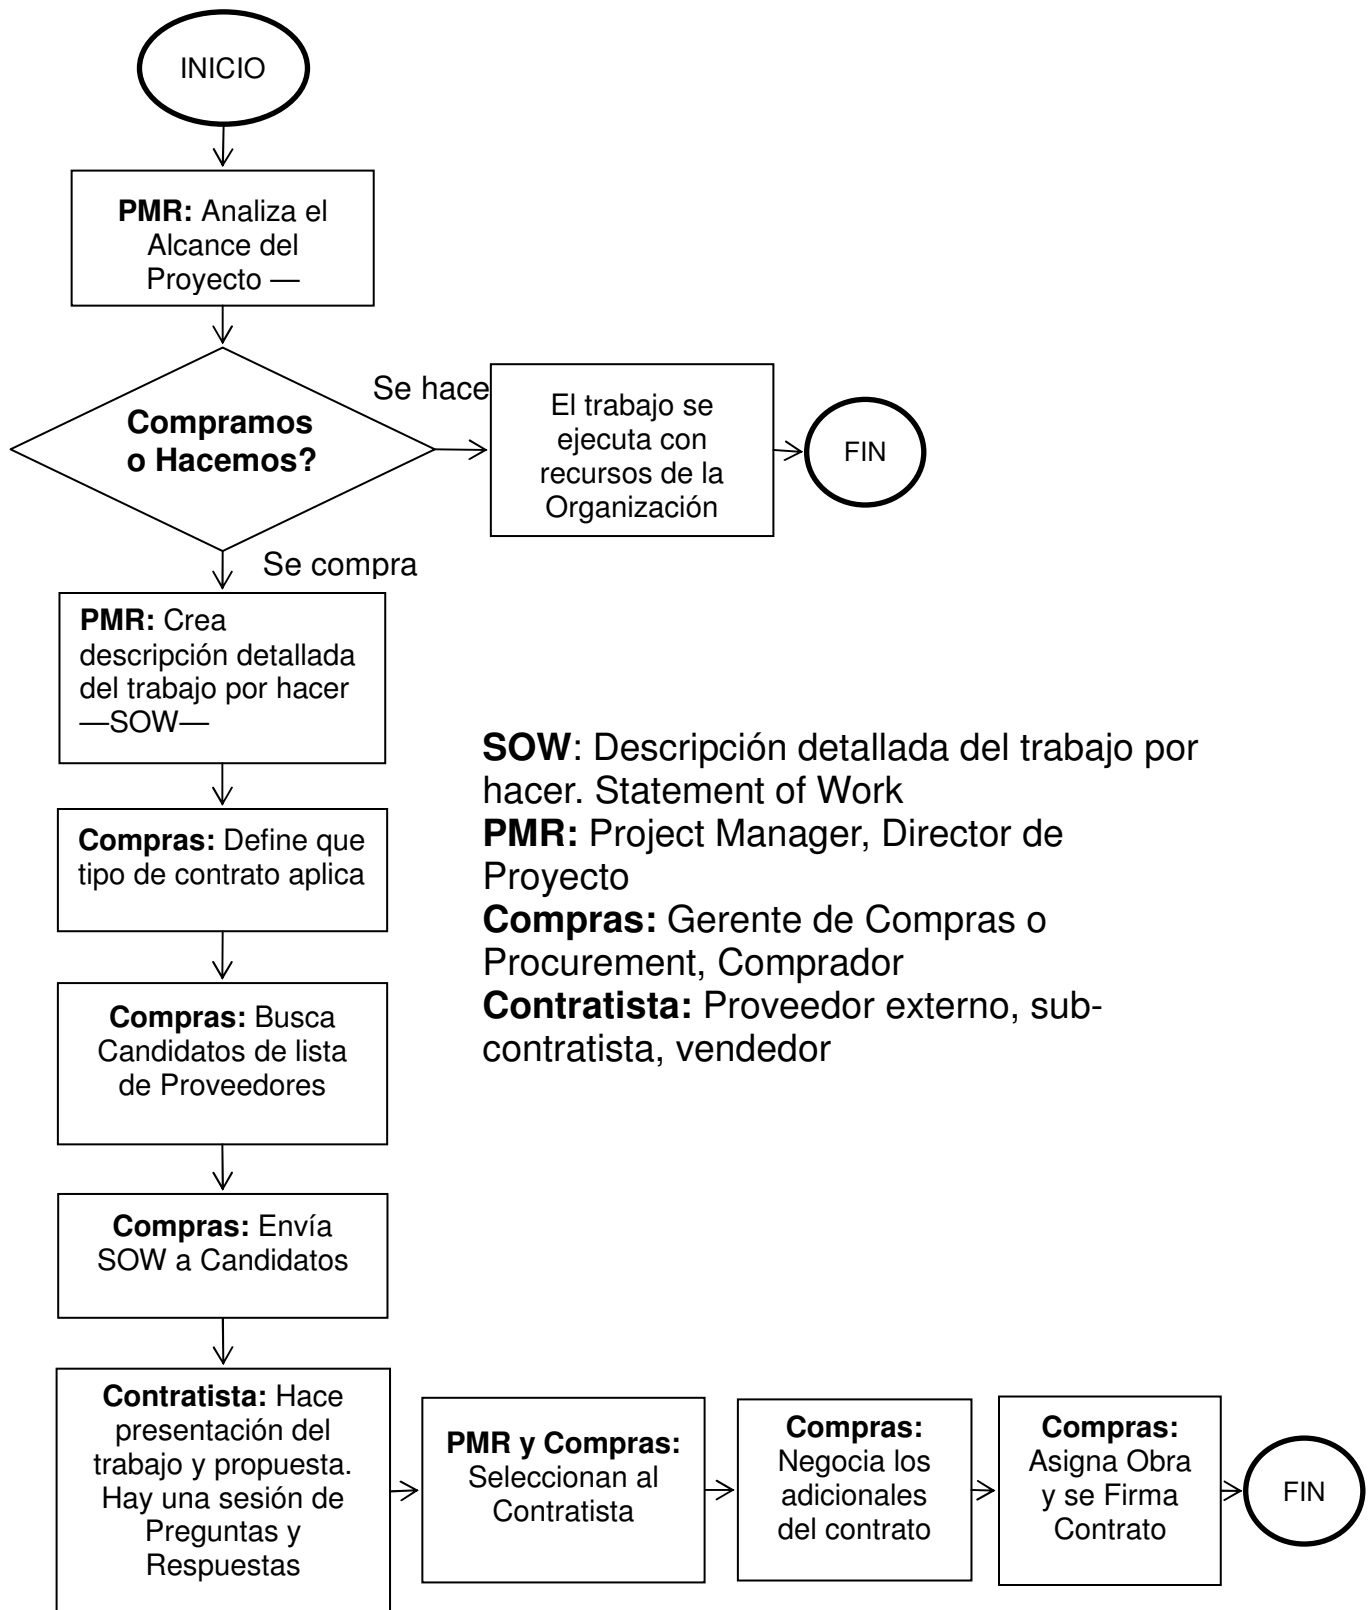 INICIO
PMR: Analiza el
Alcance del
Proyecto —
Compramos
o Hacemos?
Se hace
El trabajo se
ejecuta con
recursos de la
Organización
FIN
Se compra
PMR: Crea
descripción detallada
del trabajo por hacer
—SOW—
Compras: Define que
tipo de contrato aplica
Compras: Busca
Candidatos de lista
de Proveedores
SOW: Descripción detallada del trabajo por
hacer. Statement of Work
PMR: Project Manager, Director de
Proyecto
Compras: Gerente de Compras o
Procurement, Comprador
Contratista: Proveedor externo, sub-
contratista, vendedor
Compras: Envía
SOW a Candidatos
Contratista: Hace
presentación del
trabajo y propuesta.
Hay una sesión de
Preguntas y
Respuestas
PMR y Compras:
Seleccionan al
Contratista
Compras:
Negocia los
adicionales
del contrato
Compras:
Asigna Obra
y se Firma
Contrato
FIN